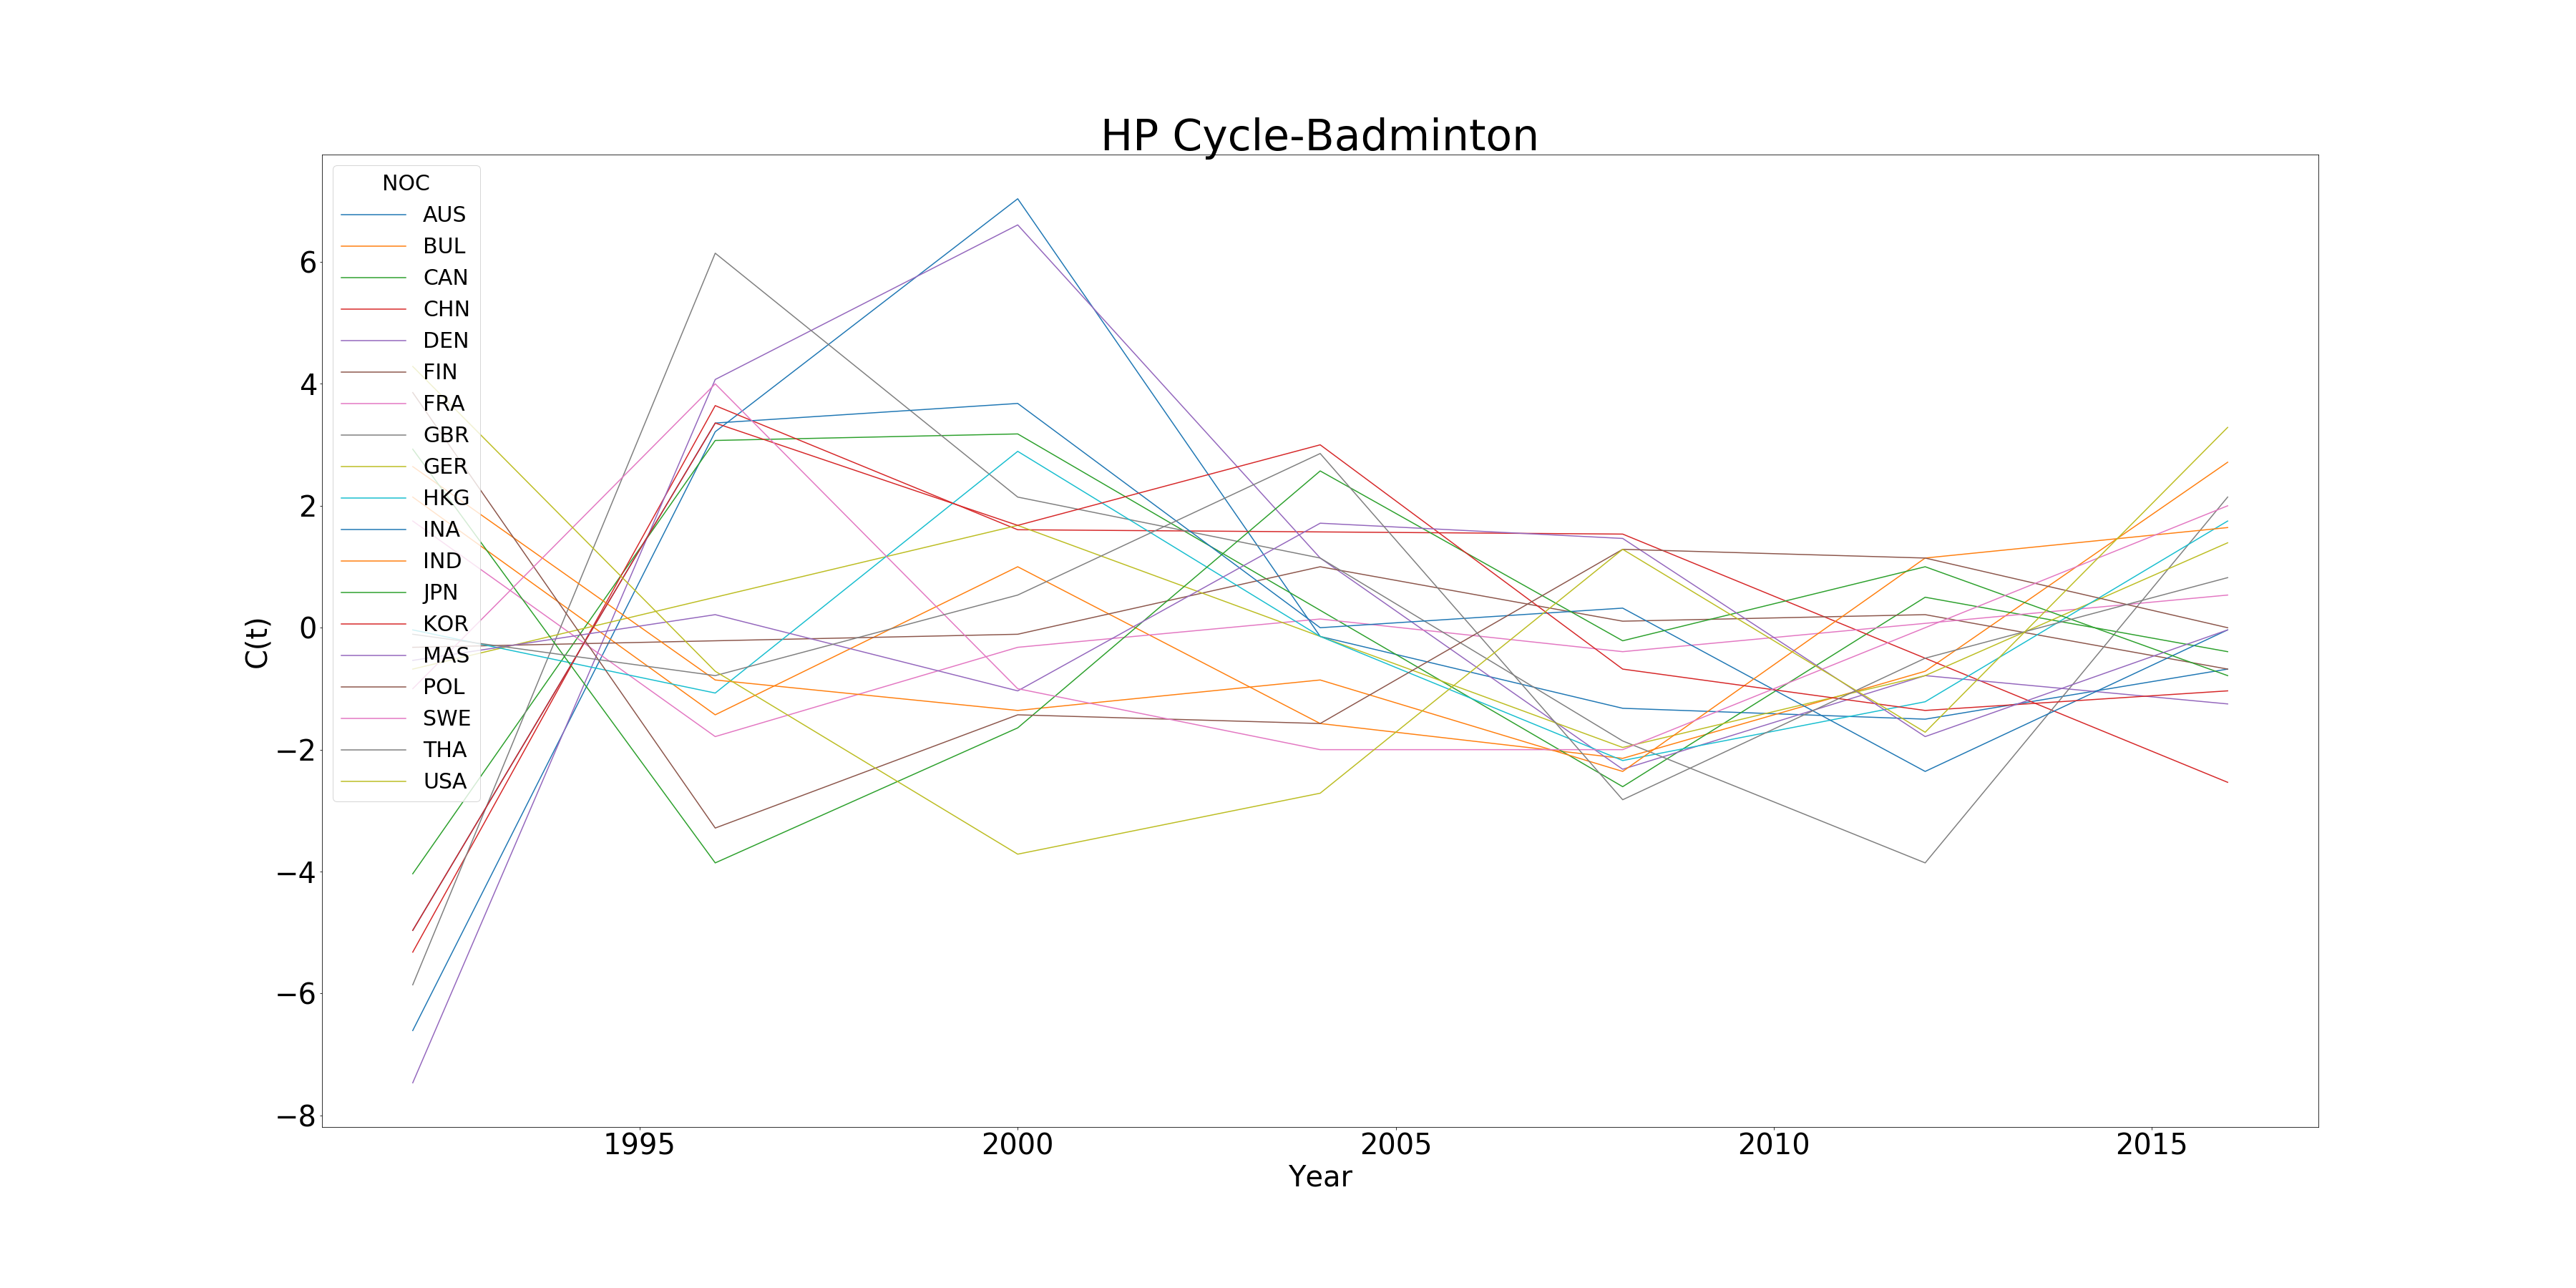 HP Cycle-Badminton
NOC
AUS
BUL
CAN
CHN
DEN
FIN
FRA
GBR
GER
HKG
INA
IND
JPN
KOR
MAS
POL
SWE
THA
USA
6
4
2
0
−2
−4
−6
−8
C(t)
1995 2000 2005 2010 2015
Year